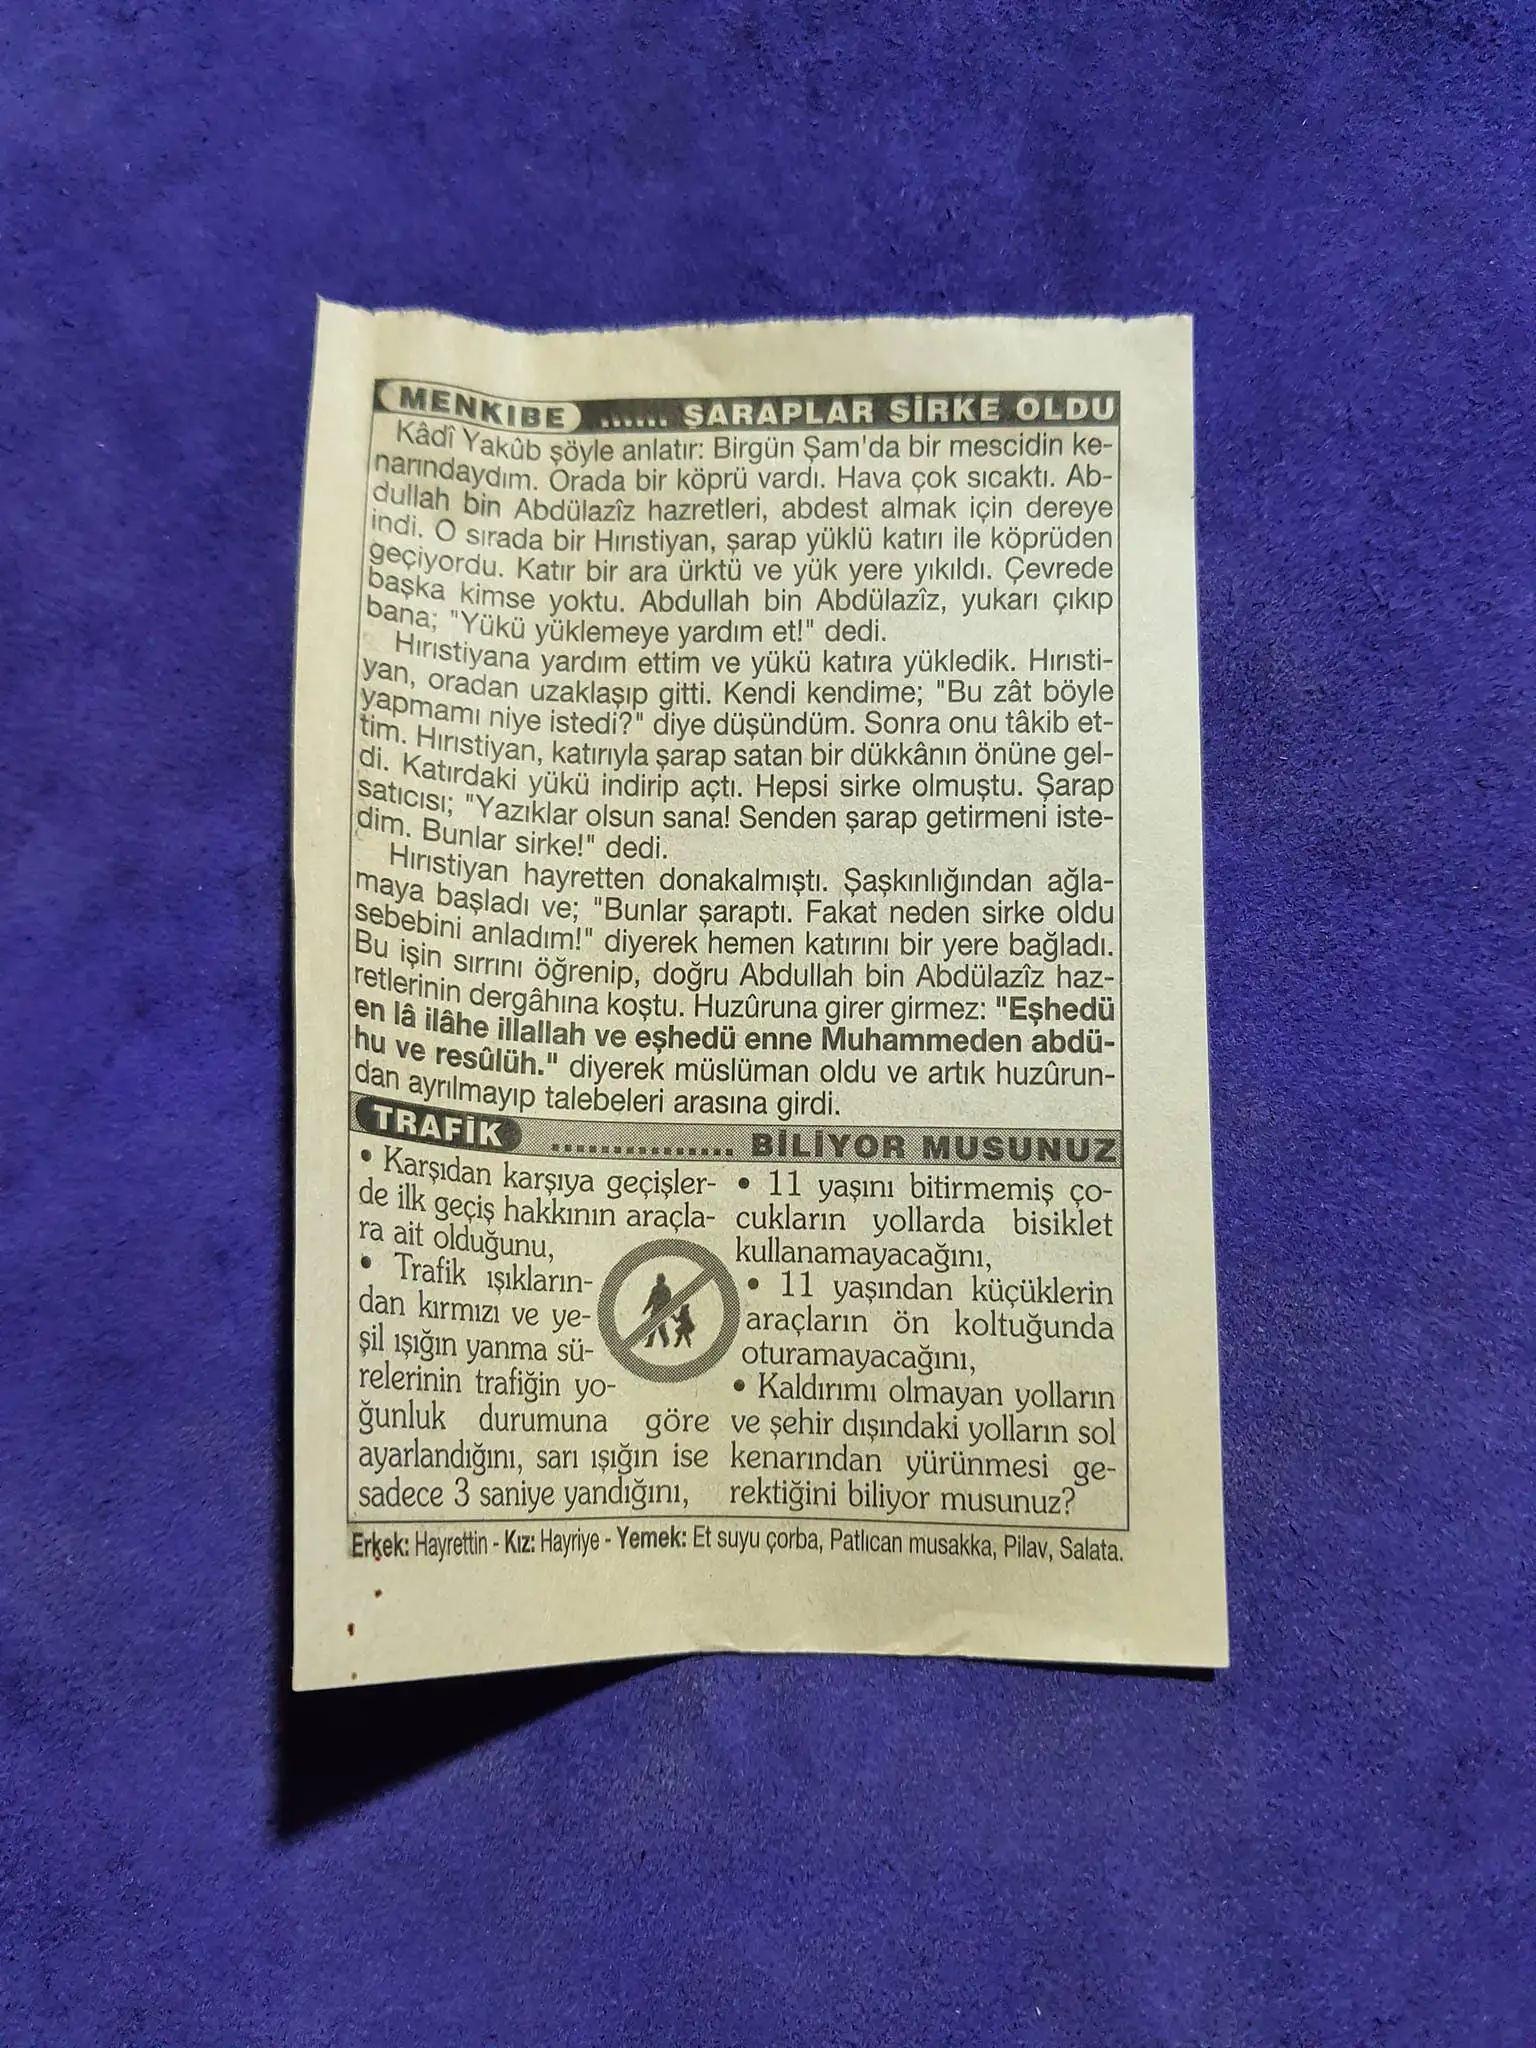 MENKIBE ...... ŞARAPLAR SİRKE OLDU
Kâdî Yakûb şöyle anlatır: Birgün Şam'da bir mescidin ke-
narındaydım. Orada bir köprü vardı. Hava çok sıcaktı. Ab-
dullah bin Abdülazîz hazretleri, abdest almak için dereye
indi. O sırada bir Hıristiyan, şarap yüklü katırı ile köprüden
geçiyordu. Katır bir ara ürktü ve yük yere yıkıldı. Çevrede
başka kimse yoktu. Abdullah bin Abdülazîz, yukarı çıkıp
bana; "Yükü yüklemeye yardım et!" dedi.
Hıristiyana yardım ettim ve yükü katıra yükledik. Hıristi-
yan, oradan uzaklaşıp gitti. Kendi kendime; "Bu zât böyle
yapmamı niye istedi?" diye düşündüm. Sonra onu tâkib et-
tim. Hıristiyan, katırıyla şarap satan bir dükkânın önüne gel-
di. Katırdaki yükü indirip açtı. Hepsi sirke olmuştu. Şarap
satıcısı; "Yazıklar olsun sana! Senden şarap getirmeni iste-
dim. Bunlar sirke!" dedi.
Hıristiyan hayretten donakalmıştı. Şaşkınlığından ağla-
maya başladı ve; "Bunlar şaraptı. Fakat neden sirke oldu
sebebini anladım!" diyerek hemen katırını bir yere bağladı.
Bu işin sırrını öğrenip, doğru Abdullah bin Abdülazîz haz-
retlerinin dergâhına koştu. Huzûruna girer girmez: "Eşhedü
en lâ ilâhe illallah ve eşhedü enne Muhammeden abdü-
hu ve resûlüh." diyerek müslüman oldu ve artık huzûrun-
dan ayrılmayıp talebeleri arasına girdi.
TRAFİK ............... BİLİYOR MUSUNUZ
• Karşıdan karşıya geçişler-
de ilk geçiş hakkının araçla-
ra ait olduğunu,
• Trafik ışıkların-
dan kırmızı ve ye-
şil ışığın yanma sü-
relerinin trafiğin yo-
ğunluk durumuna göre
ayarlandığını, sarı ışığın ise
sadece 3 saniye yandığını,
• 11 yaşını bitirmemiş ço-
cukların yollarda bisiklet
kullanamayacağını,
• 11 yaşından küçüklerin
araçların ön koltuğunda
oturamayacağını,
• Kaldırımı olmayan yolların
ve şehir dışındaki yolların sol
kenarından yürünmesi ge-
rektiğini biliyor musunuz?
Erkek: Hayrettin - Kız: Hayriye - Yemek: Et suyu çorba, Patlıcan musakka, Pilav, Salata.